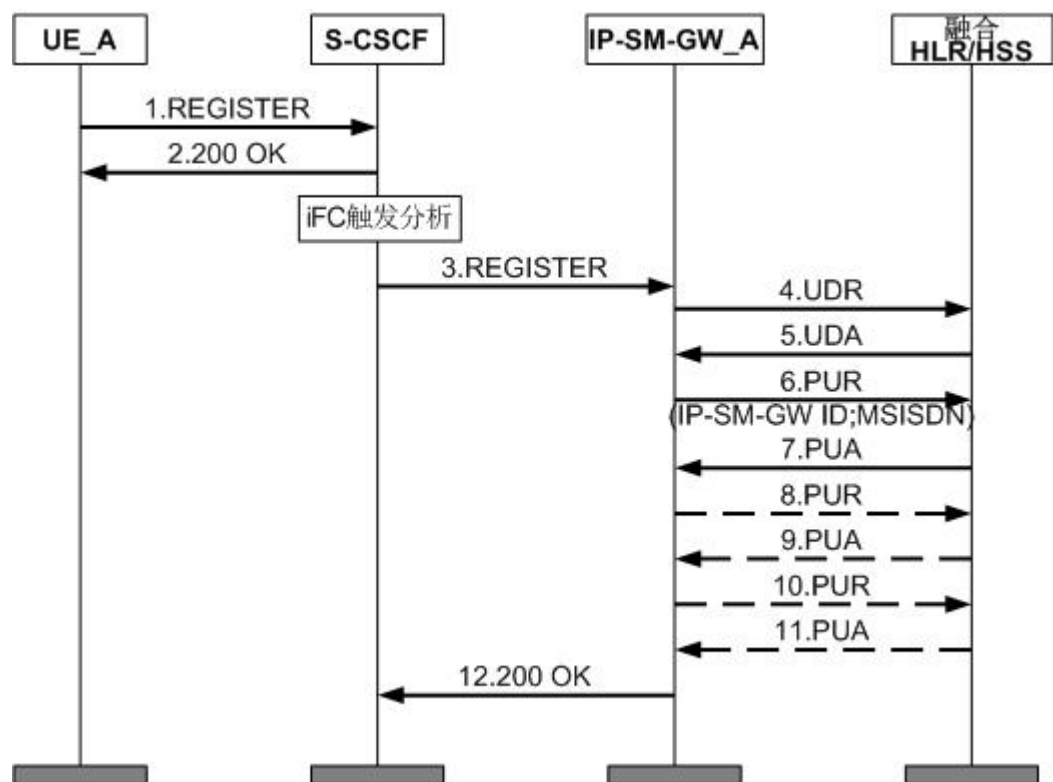 UE_A
S-CSCF
IP-SM-GW_A
融合
HLR/HSS
1.REGISTER
2.200 OK
iFC触发分析
3.REGISTER
4.UDR
5.UDA
6.PUR
(IP-SM-GW ID;MSISDN)
7.PUA
8.PUR
9.PUA
10.PUR
11.PUA
12.200 OK